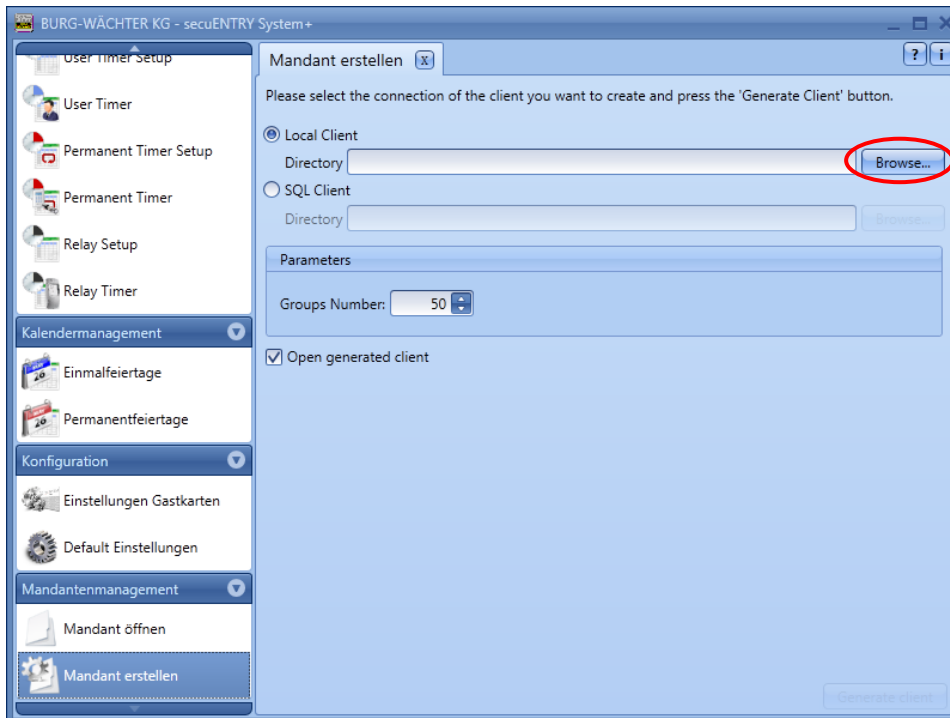 BURG-WÄCHTER KG - secuENTRY System+
User Timer Setup
User Timer
Permanent Timer Setup
Permanent Timer
Relay Setup
Relay Timer
Kalendermanagement
Einmalfeiertage
Permanentfeiertage
Konfiguration
Einstellungen Gastkarten
Default Einstellungen
Mandantenmanagement
Mandant öffnen
Mandant erstellen
Mandant erstellen x
? i
Please select the connection of the client you want to create and press the 'Generate Client' button.
Local Client
Directory Browse...
SQL Client
Directory Browse...
Parameters
Groups Number: 50
Open generated client
Generate client